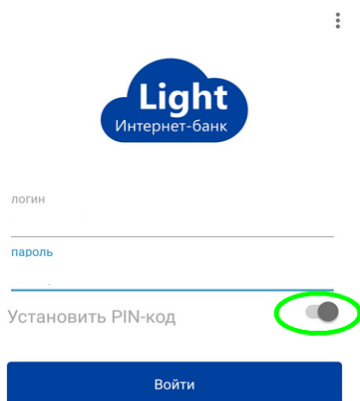 Light
Интернет-банк
логин
пароль
Установить PIN-код
Войти